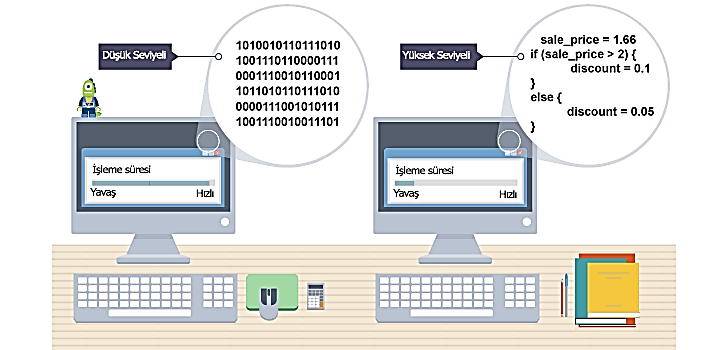 Düşük Seviyeli
1010010110111010
1001110110000111
0001110010110001
1011010110111010
0000111001010111
1001110010011101
İşleme süresi
Yavaş Hızlı
Yüksek Seviyeli
sale_price = 1.66
if (sale_price > 2) {
discount = 0.1
}
else {
discount = 0.05
}
İşleme süresi
Yavaş Hızlı